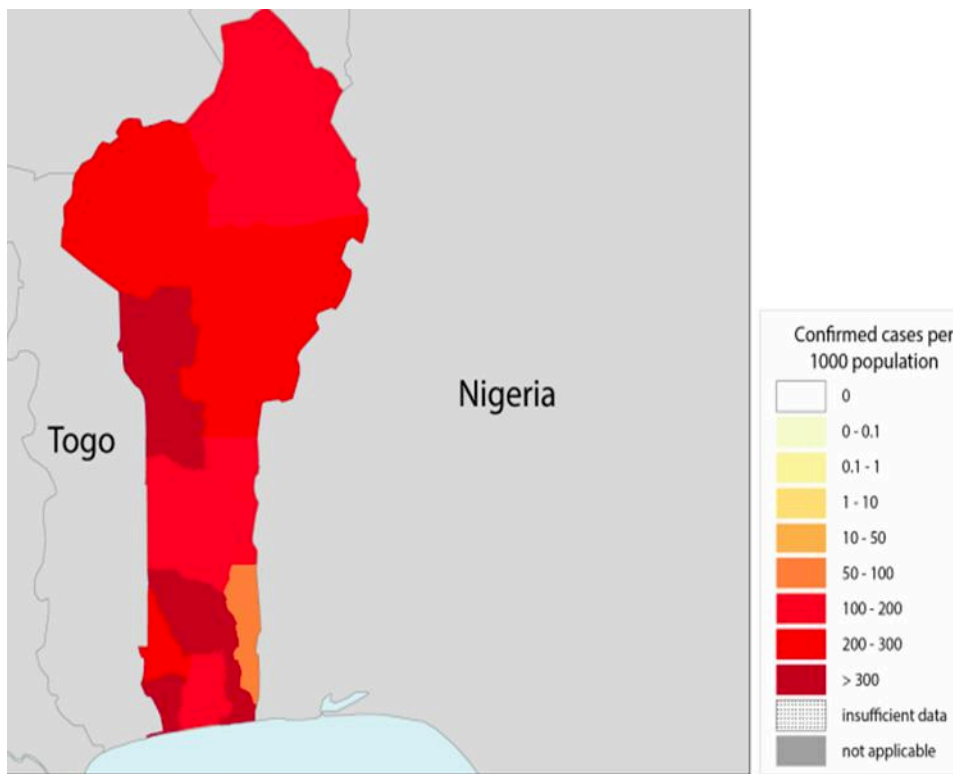 Togo
Nigeria
Confirmed cases per
1000 population
0
0 - 0.1
0.1 - 1
1 - 10
10 - 50
50 - 100
100 - 200
200 - 300
> 300
insufficient data
not applicable